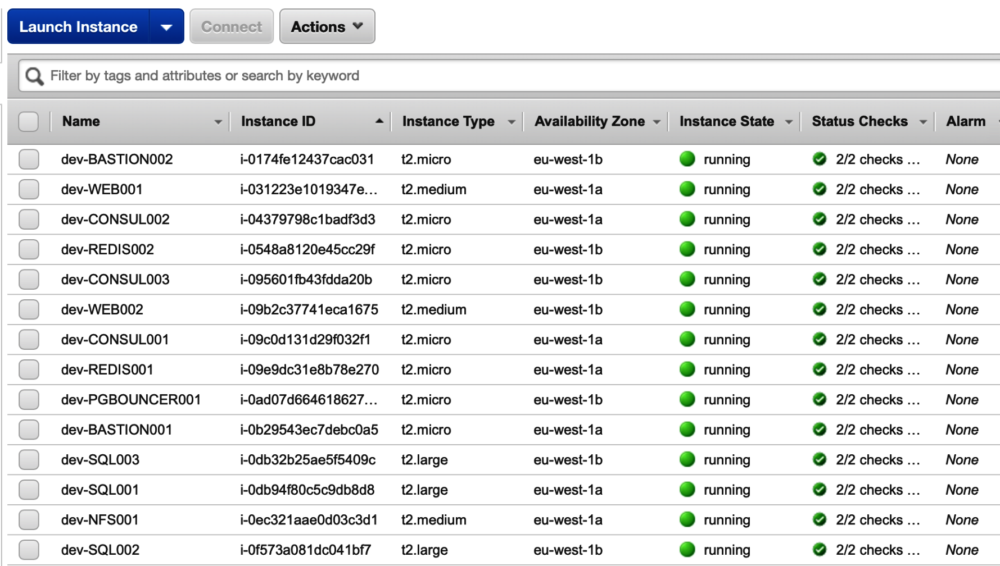 Launch Instance Connect Actions
Filter by tags and attributes or search by keyword
Name Instance ID Instance Type Availability Zone Instance State Status Checks Alarm
dev-BASTION002 i-0174fe12437cac031 t2.micro eu-west-1b running 2/2 checks ... None
dev-WEB001 i-031223e1019347e... t2.medium eu-west-1a running 2/2 checks ... None
dev-CONSUL002 i-04379798c1badf3d3 t2.micro eu-west-1a running 2/2 checks ... None
dev-REDIS002 i-0548a8120e45cc29f t2.micro eu-west-1b running 2/2 checks ... None
dev-CONSUL003 i-095601fb43fdda20b t2.micro eu-west-1b running 2/2 checks ... None
dev-WEB002 i-09b2c37741eca1675 t2.medium eu-west-1b running 2/2 checks ... None
dev-CONSUL001 i-09c0d131d29f032f1 t2.micro eu-west-1a running 2/2 checks ... None
dev-REDIS001 i-09e9dc31e8b78e270 t2.micro eu-west-1a running 2/2 checks ... None
dev-PGBOUNCER001 i-0ad07d664618627... t2.micro eu-west-1b running 2/2 checks ... None
dev-BASTION001 i-0b29543ec7debc0a5 t2.micro eu-west-1a running 2/2 checks ... None
dev-SQL003 i-0db32b25ae5f5409c t2.large eu-west-1b running 2/2 checks ... None
dev-SQL001 i-0db94f80c5c9db8d8 t2.large eu-west-1a running 2/2 checks ... None
dev-NFS001 i-0ec321aae0d03c3d1 t2.medium eu-west-1a running 2/2 checks ... None
dev-SQL002 i-0f573a081dc041bf7 t2.large eu-west-1b running 2/2 checks ... None